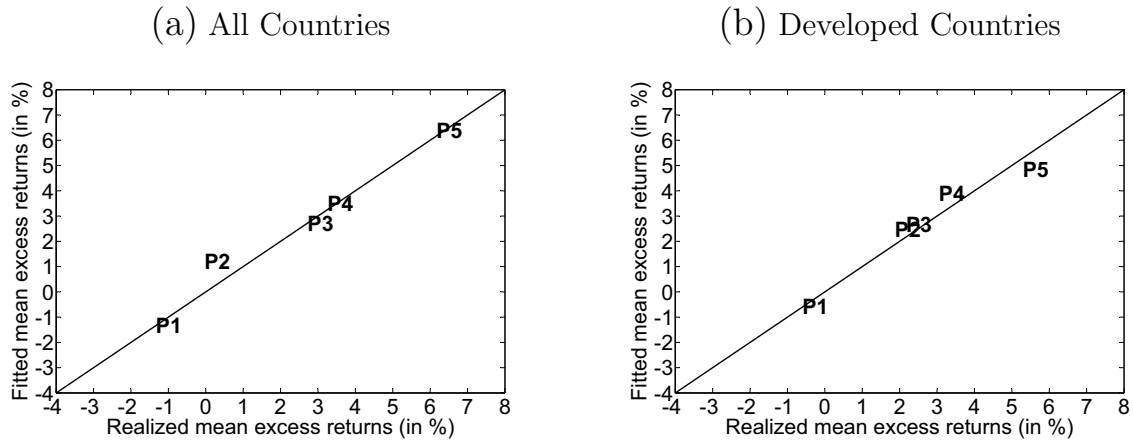 (a) All Countries
8
7
6
5
4
3
2
1
0
-1
-2
-3
-4
Fitted mean excess returns (in %)
P1
P2
P3
P4
P5
-4 -3 -2 -1 0 1 2 3 4 5 6 7 8
Realized mean excess returns (in %)
(b) Developed Countries
8
7
6
5
4
3
2
1
0
-1
-2
-3
-4
Fitted mean excess returns (in %)
P1
P2
P3
P4
P5
-4 -3 -2 -1 0 1 2 3 4 5 6 7 8
Realized mean excess returns (in %)